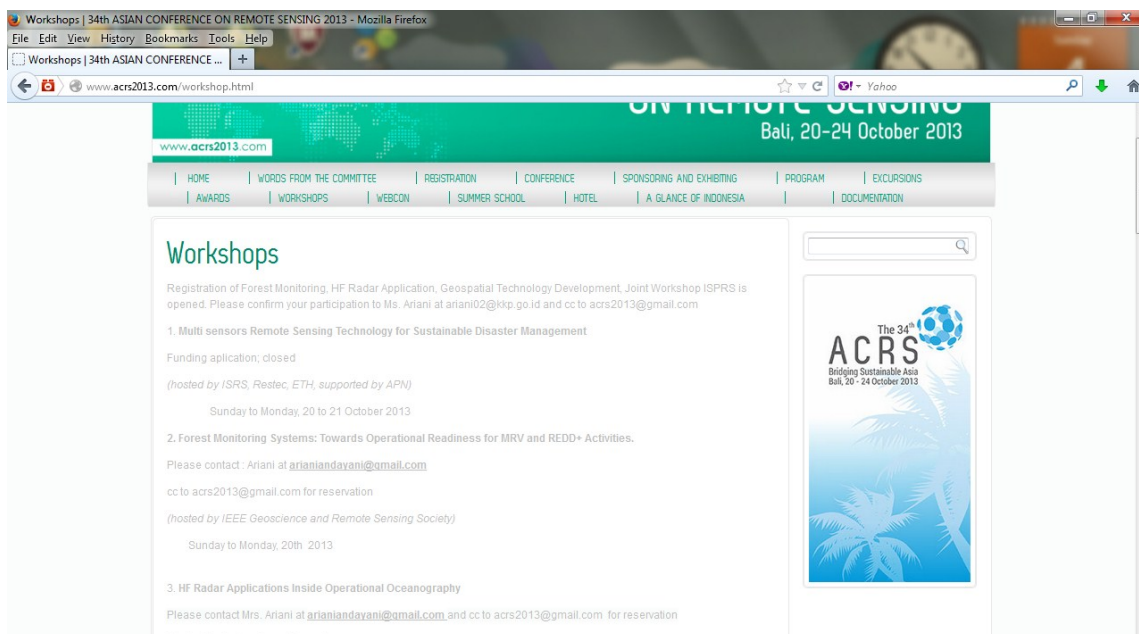 Workshops | 34th ASIAN CONFERENCE ON REMOTE SENSING 2013 - Mozilla Firefox
File Edit View History Bookmarks Tools Help
Workshops | 34th ASIAN CONFERENCE ... +
www.acrs2013.com/workshop.html
Yahoo
ON REMOTE SENSING
Bali, 20-24 October 2013
www.acrs2013.com
HOME | WORDS FROM THE COMMITTEE | REGISTRATION | CONFERENCE | SPONSORING AND EXHIBITING | PROGRAM | EXCURSIONS
AWARDS | WORKSHOPS | WEBCON | SUMMER SCHOOL | HOTEL | A GLANCE OF INDONESIA | | DOCUMENTATION
Workshops
Registration of Forest Monitoring, HF Radar Application, Geospatial Technology Development, Joint Workshop ISPRS is
opened. Please confirm your participation to Ms. Ariani at ariani02@kkp.go.id and cc to acrs2013@gmail.com
1. Multi sensors Remote Sensing Technology for Sustainable Disaster Management
Funding aplication; closed
(hosted by ISRS, Restec, ETH, supported by APN)
Sunday to Monday, 20 to 21 October 2013
2. Forest Monitoring Systems: Towards Operational Readiness for MRV and REDD+ Activities.
Please contact : Ariani at arianiandayani@gmail.com
cc to acrs2013@gmail.com for reservation
(hosted by IEEE Geoscience and Remote Sensing Society)
Sunday to Monday, 20th 2013
3. HF Radar Applications Inside Operational Oceanography
Please contact Mrs. Ariani at arianiandayani@gmail.com and cc to acrs2013@gmail.com for reservation
The 34th
ACRS
Bridging Sustainable Asia
Bali, 20 - 24 October 2013